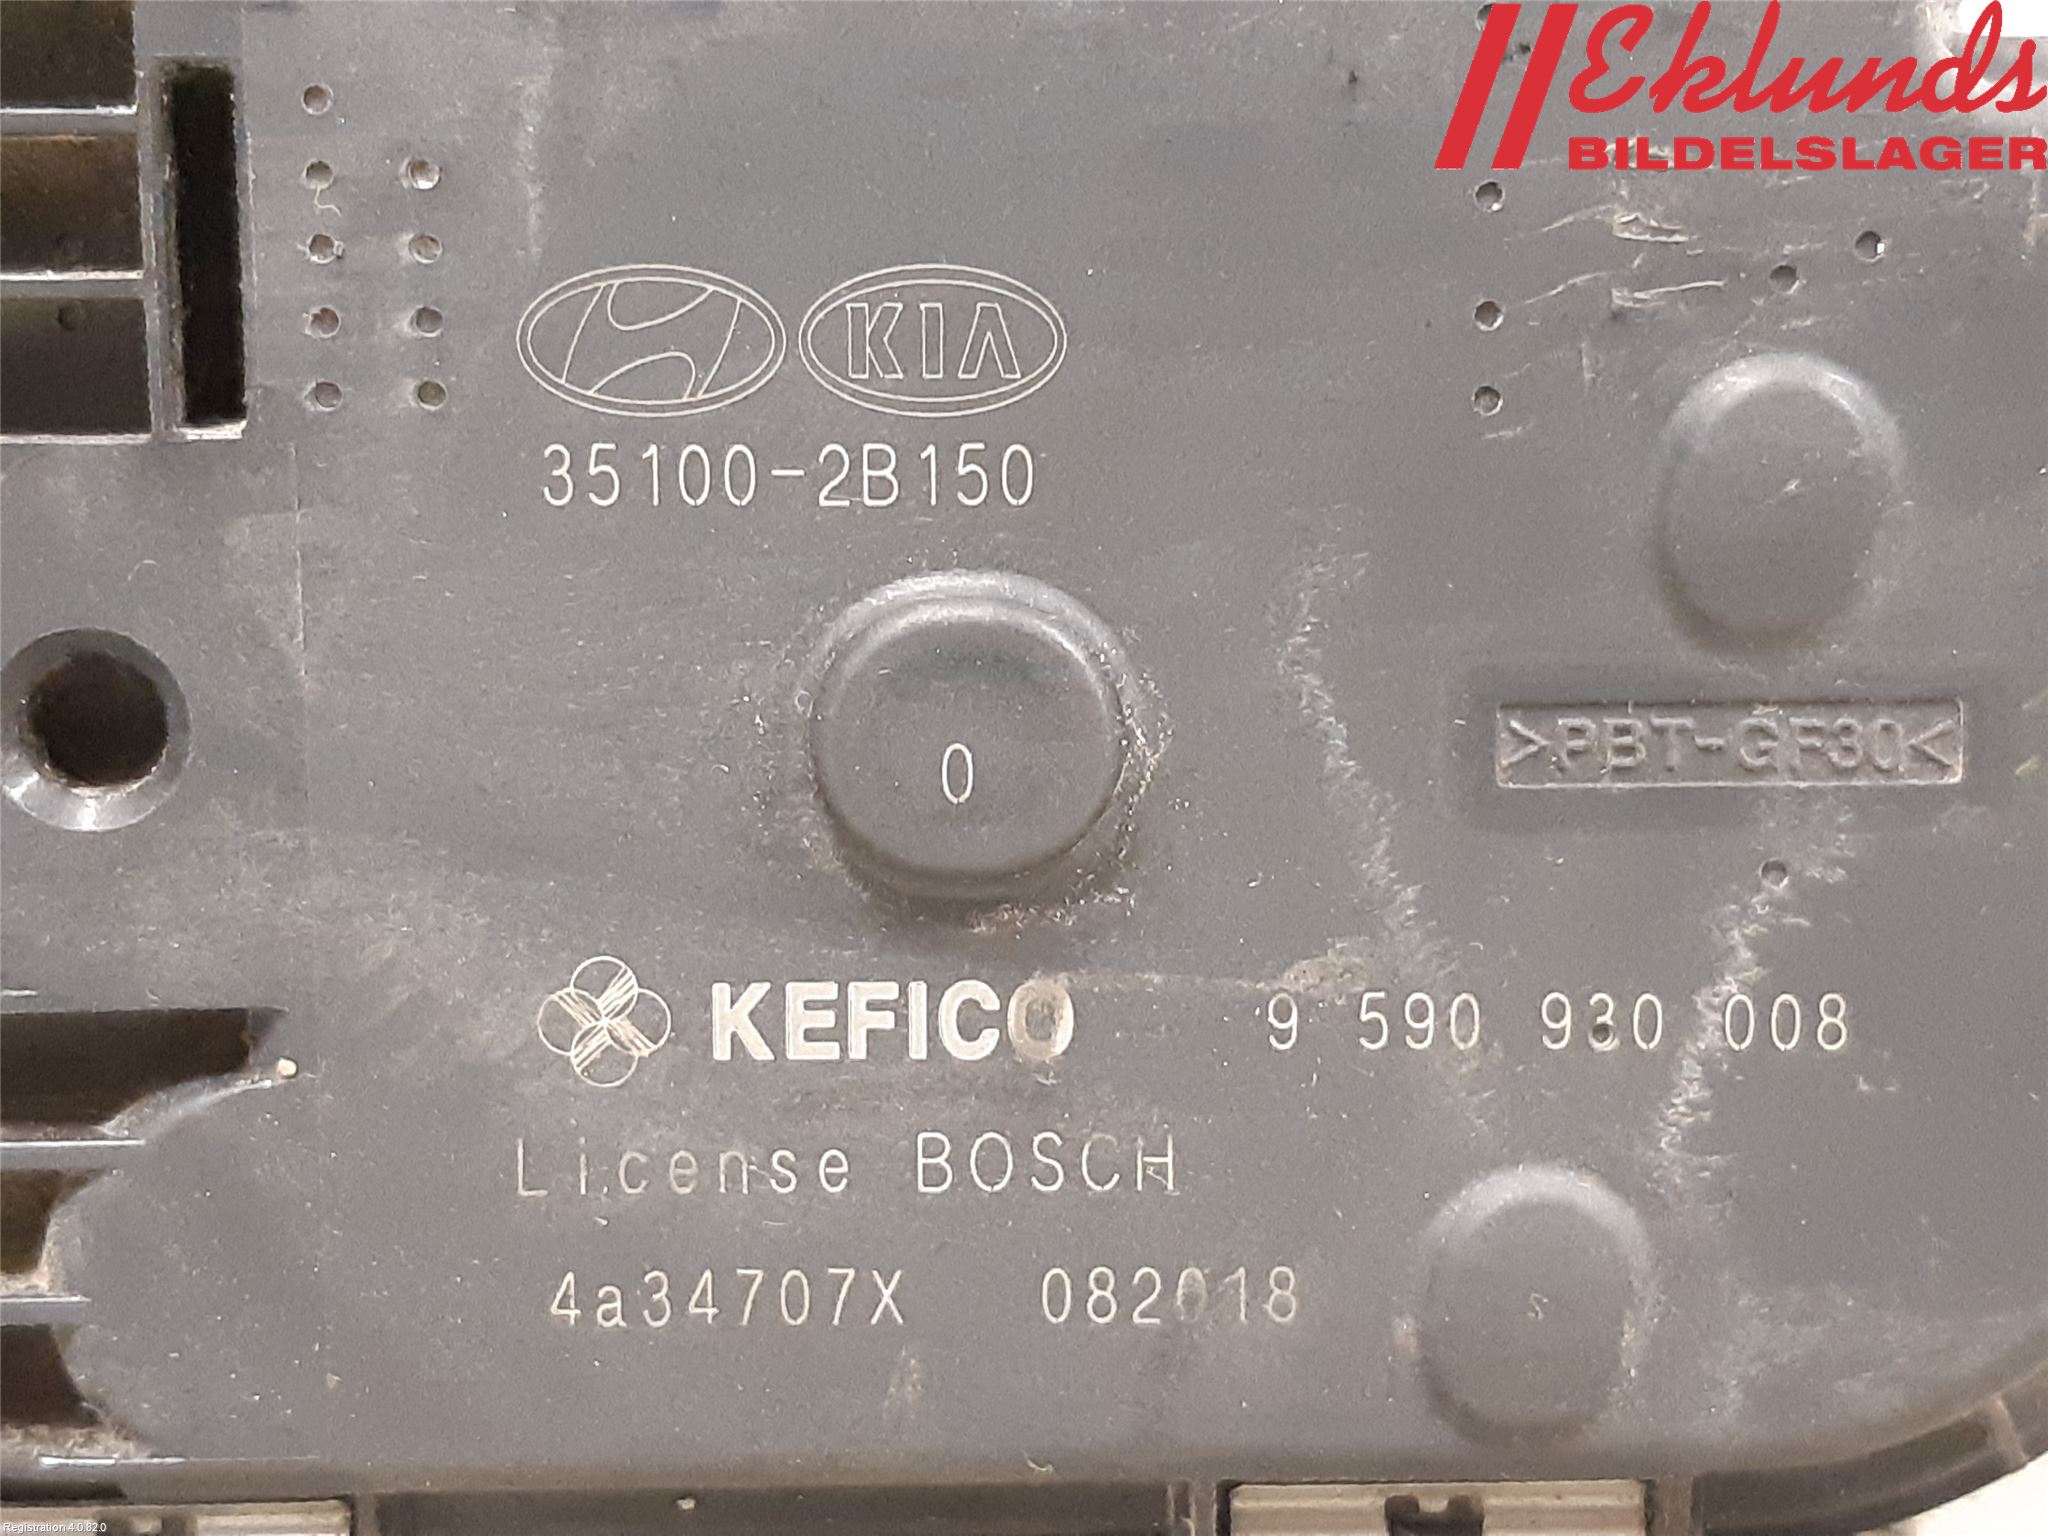 Eklunds
BILDELSLAGER
KIA
35100-2B150
0
>PBT-GF30<
KEFICO 9 590 930 008
License BOSCH
4a34707X 082018
Registration 4.0.82.0